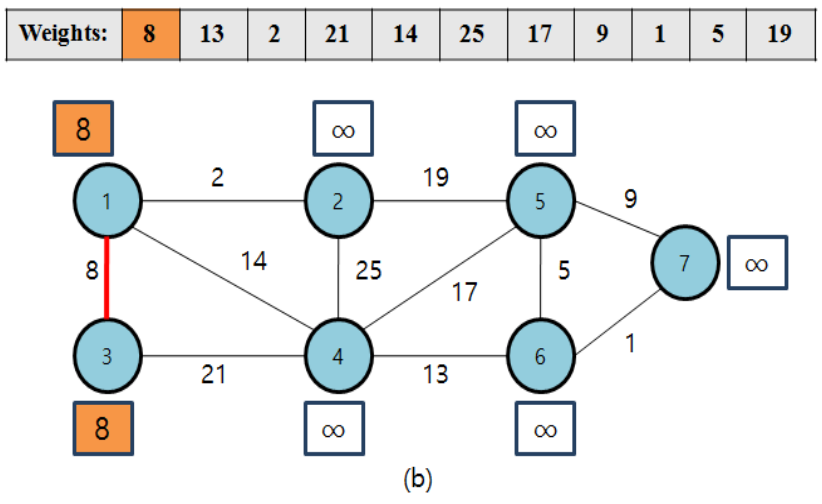 Weights: 8 13 2 21 14 25 17 9 1 5 19
8 ∞ ∞
1 2 2 19 5 9
8 14 25 17 5 7 ∞
3 21 4 13 6 1
8 ∞ ∞
(b)